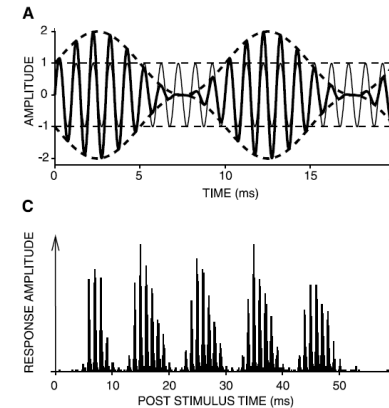 A
AMPLITUDE
2
1
0
-1
-2
0 5 10 15
TIME (ms)
C
RESPONSE AMPLITUDE
0 10 20 30 40 50
POST STIMULUS TIME (ms)